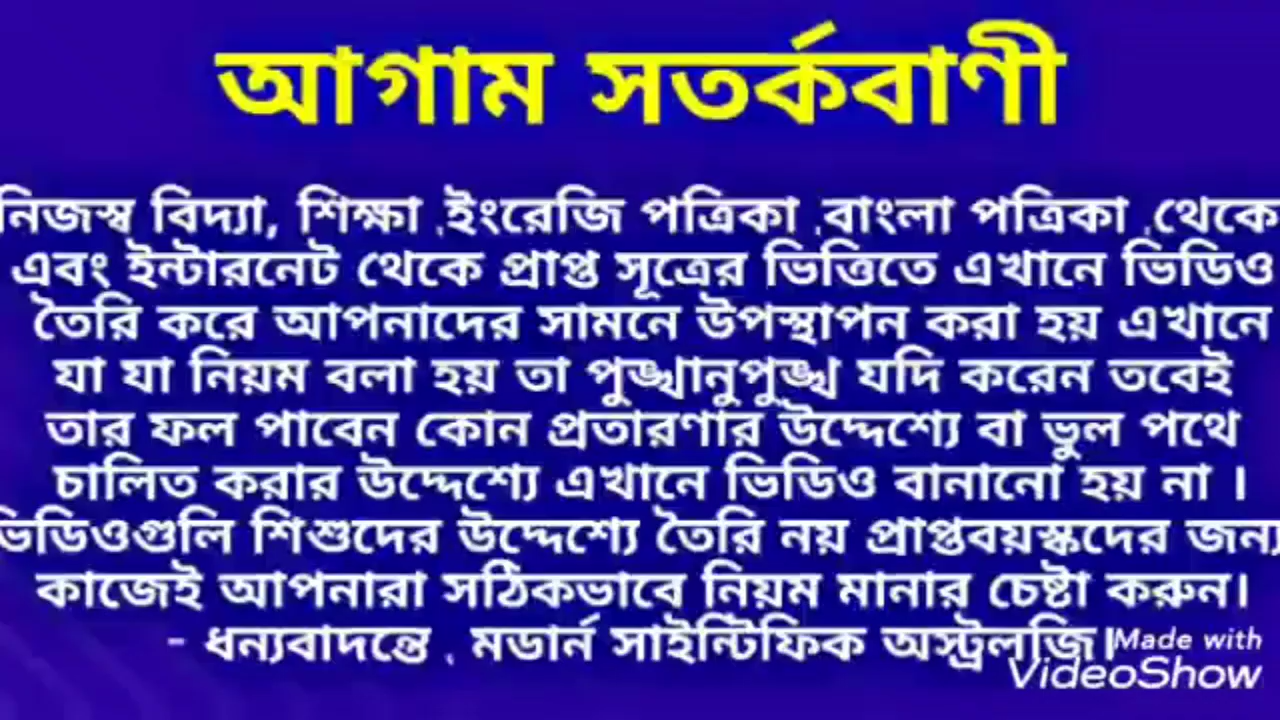 আগাম সতর্কবাণী
নিজস্ব বিদ্যা, শিক্ষা ,ইংরেজি পত্রিকা ,বাংলা পত্রিকা ,থেকে
এবং ইন্টারনেট থেকে প্রাপ্ত সূত্রের ভিত্তিতে এখানে ভিডিও
তৈরি করে আপনাদের সামনে উপস্থাপন করা হয় এখানে
যা যা নিয়ম বলা হয় তা পুঙ্খানুপুঙ্খ যদি করেন তবেই
তার ফল পাবেন কোন প্রতারণার উদ্দেশ্যে বা ভুল পথে
চালিত করার উদ্দেশ্যে এখানে ভিডিও বানানো হয় না ।
ভিডিওগুলি শিশুদের উদ্দেশ্যে তৈরি নয় প্রাপ্তবয়স্কদের জন্য
কাজেই আপনারা সঠিকভাবে নিয়ম মানার চেষ্টা করুন।
- ধন্যবাদন্তে , মডার্ন সাইন্টিফিক অস্ট্রলজি।
Made with
VideoShow